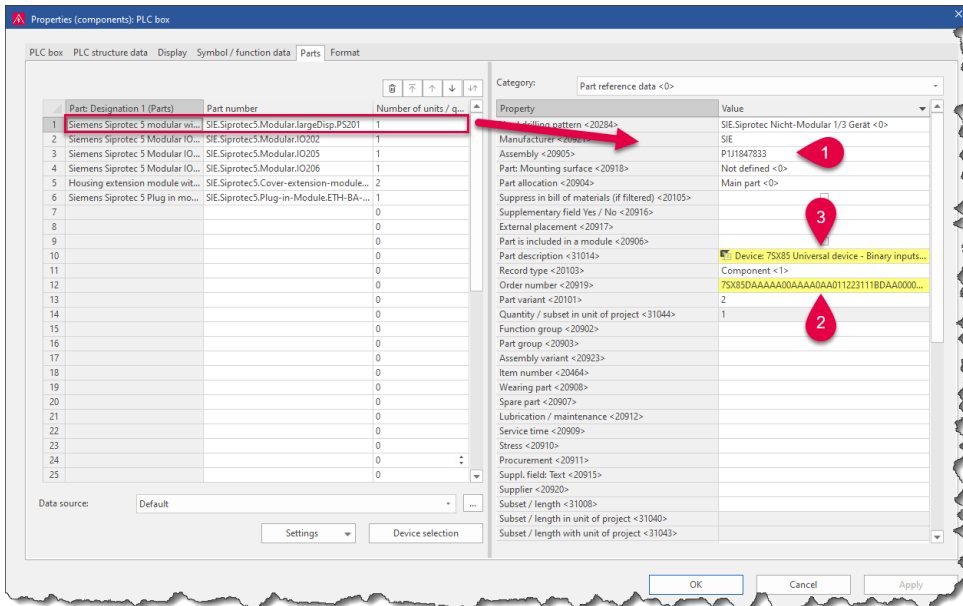 Properties (components): PLC box
PLC box PLC structure data Display Symbol / function data Parts Format
Category: Part reference data <0>
Part: Designation 1 (Parts) Part number Number of units / q...
1 Siemens Siprotec 5 modular wi... SIE.Siprotec5.Modular.largeDisp.PS201 1
2 Siemens Siprotec 5 Modular IO... SIE.Siprotec5.Modular.IO202 1
3 Siemens Siprotec 5 Modular IO... SIE.Siprotec5.Modular.IO205 1
4 Siemens Siprotec 5 Modular IO... SIE.Siprotec5.Modular.IO206 1
5 Housing extension module wit... SIE.Siprotec5.Cover-extension-module... 2
6 Siemens Siprotec 5 Plug in mo... SIE.Siprotec5.Plug-in-Module.ETH-BA-... 1
7 0
8 0
9 0
10 0
11 0
12 0
13 0
14 0
15 0
16 0
17 0
18 0
19 0
20 0
21 0
22 0
23 0
24 0
25 0
Data source: Default ...
Settings Device selection
Property Value
drilling pattern <20284> SIE.Siprotec Nicht-Modular 1/3 Gerät <0>
Manufacturer SIE
Assembly <20905> P1J1847833
1
Part: Mounting surface <20918> Not defined <0>
Part allocation <20904> Main part <0>
Suppress in bill of materials (if filtered) <20105>
Supplementary field Yes / No <20916>
3
External placement <20917>
Part is included in a module <20906>
Part description <31014> Device: 7SX85 Universal device - Binary inputs...
Record type <20103> Component <1>
Order number <20919> 7SX85DAAAAA00AAAA0AA011223111BDAA0000...
Part variant <20101> 2
Quantity / subset in unit of project <31044> 1
2
Function group <20902>
Part group <20903>
Assembly variant <20923>
Item number <20464>
Wearing part <20908>
Spare part <20907>
Lubrication / maintenance <20912>
Service time <20909>
Stress <20910>
Procurement <20911>
Suppl. field: Text <20915>
Supplier <20920>
Subset / length <31008>
Subset / length in unit of project <31040>
Subset / length with unit of project <31043>
OK Cancel Apply